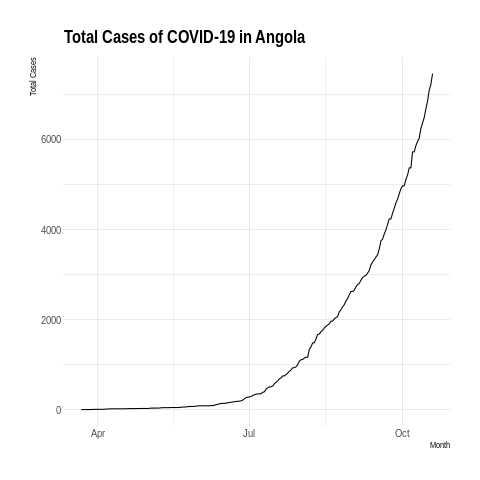 Total Cases of COVID-19 in Angola
Total Cases
6000
4000
2000
0
Apr Jul Oct
Month